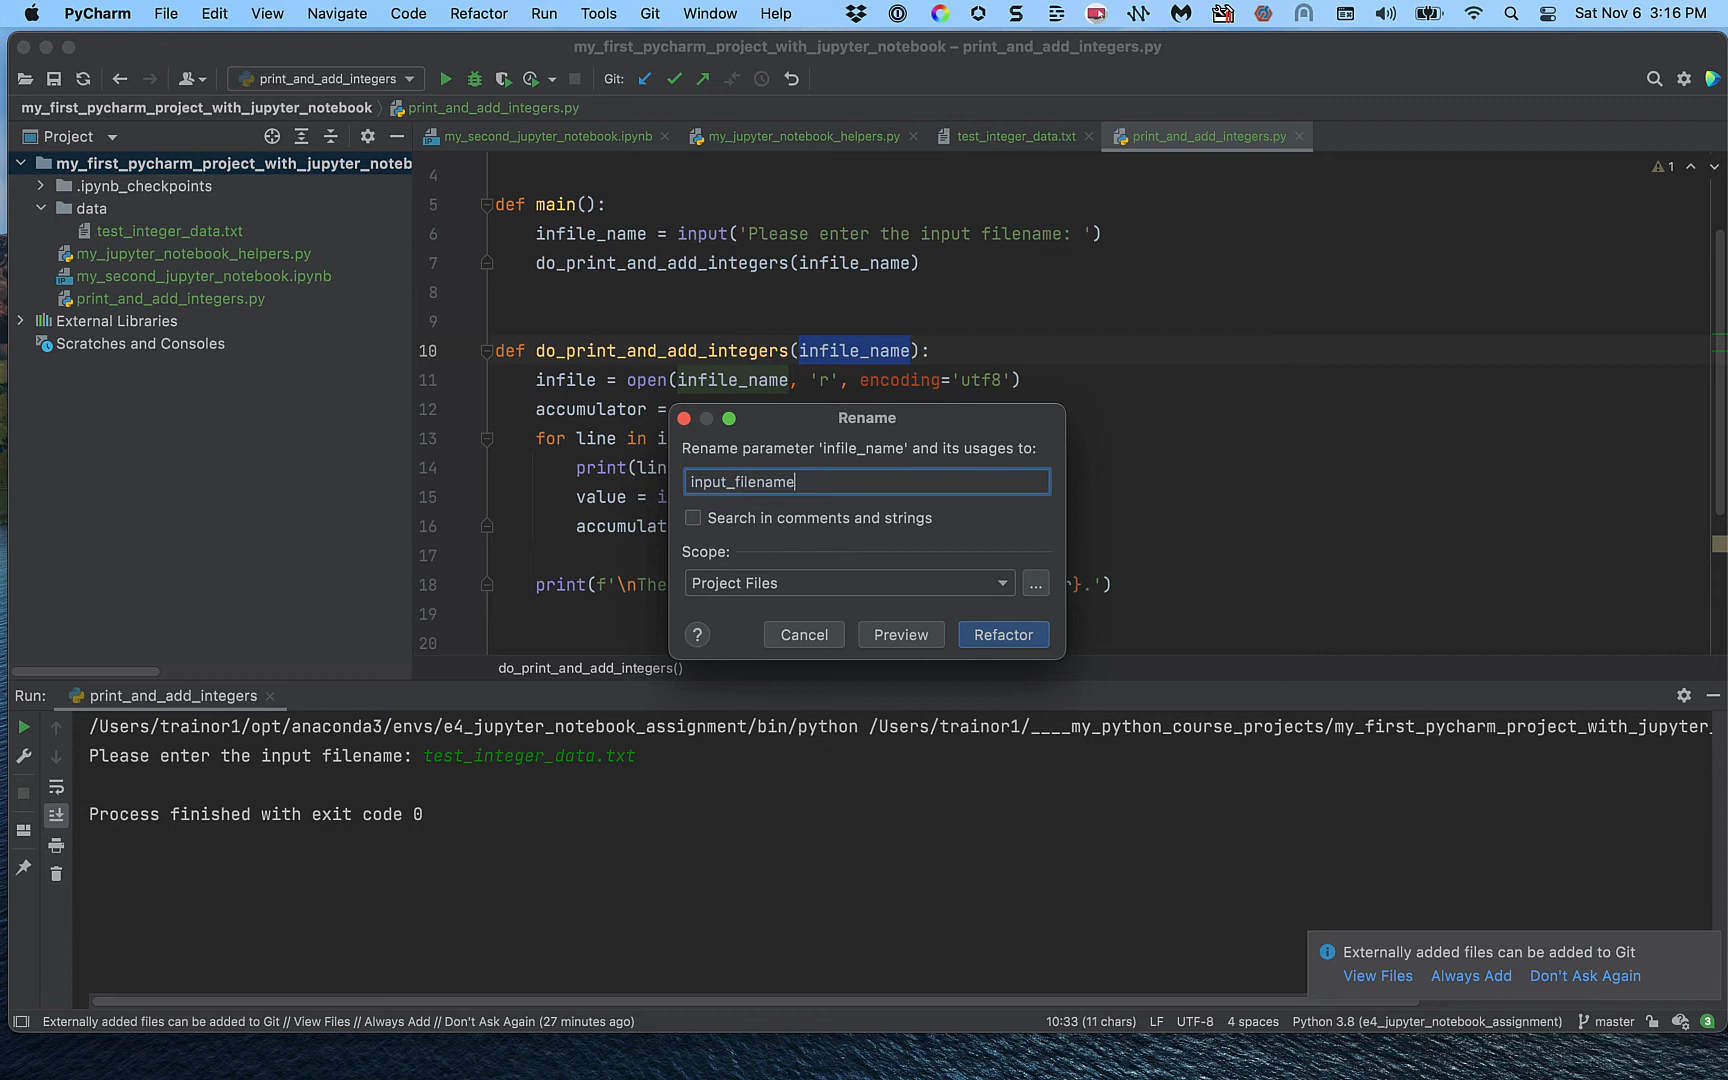 PyCharm File Edit View Navigate Code Refactor Run Tools Git Window Help Sat Nov 6 3:16 PM
my_first_pycharm_project_with_jupyter_notebook – print_and_add_integers.py
print_and_add_integers Git:
my_first_pycharm_project_with_jupyter_notebook print_and_add_integers.py
Project my_second_jupyter_notebook.ipynb my_jupyter_notebook_helpers.py test_integer_data.txt print_and_add_integers.py
my_first_pycharm_project_with_jupyter_noteb
.ipynb_checkpoints
data
test_integer_data.txt
my_jupyter_notebook_helpers.py
my_second_jupyter_notebook.ipynb
print_and_add_integers.py
External Libraries
Scratches and Consoles
1
4
5 def main():
6 infile_name = input('Please enter the input filename: ')
7 do_print_and_add_integers(infile_name)
8
9
10 def do_print_and_add_integers(infile_name):
11 infile = open(infile_name, 'r', encoding='utf8')
12 accumulator =
13 for line in i
14 print(lin
15 value = i
16 accumulat
17
18 print(f'\nThe r}.')
19
20
do_print_and_add_integers()
Rename
Rename parameter 'infile_name' and its usages to:
input_filename
Search in comments and strings
Scope:
Project Files ...
? Cancel Preview Refactor
Run: print_and_add_integers
/Users/trainor1/opt/anaconda3/envs/e4_jupyter_notebook_assignment/bin/python /Users/trainor1/____my_python_course_projects/my_first_pycharm_project_with_jupyter_
Please enter the input filename: test_integer_data.txt
Process finished with exit code 0
Externally added files can be added to Git
View Files Always Add Don't Ask Again
Externally added files can be added to Git // View Files // Always Add // Don't Ask Again (27 minutes ago) 10:33 (11 chars) LF UTF-8 4 spaces Python 3.8 (e4_jupyter_notebook_assignment) master 3